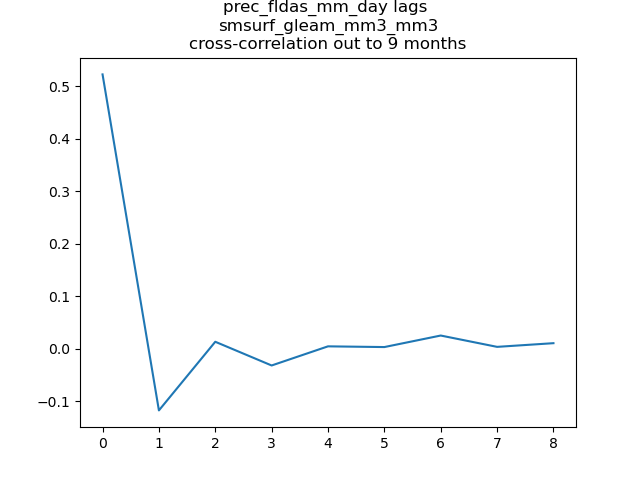 prec_fldas_mm_day lags
smsurf_gleam_mm3_mm3
cross-correlation out to 9 months
0.5
0.4
0.3
0.2
0.1
0.0
−0.1
0 1 2 3 4 5 6 7 8